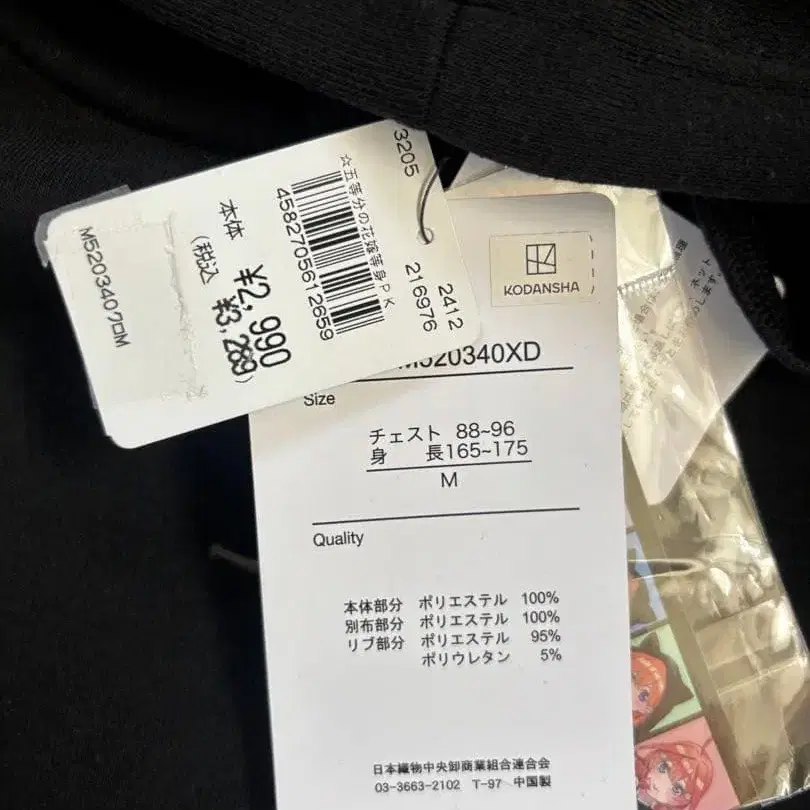 3205
☆五等分の花嫁等身PK
4582705612659
2412
216976
本体 ¥2,990
(税込 ¥3,289)
M520340クロM
KODANSHA
M520340XD
Size
チェスト 88~96
身 長165~175
M
Quality
本体部分 ポリエステル 100%
別布部分 ポリエステル 100%
リブ部分 ポリエステル 95%
ポリウレタン 5%
日本織物中央卸商業組合連合会
03-3663-2102 T-97 中国製